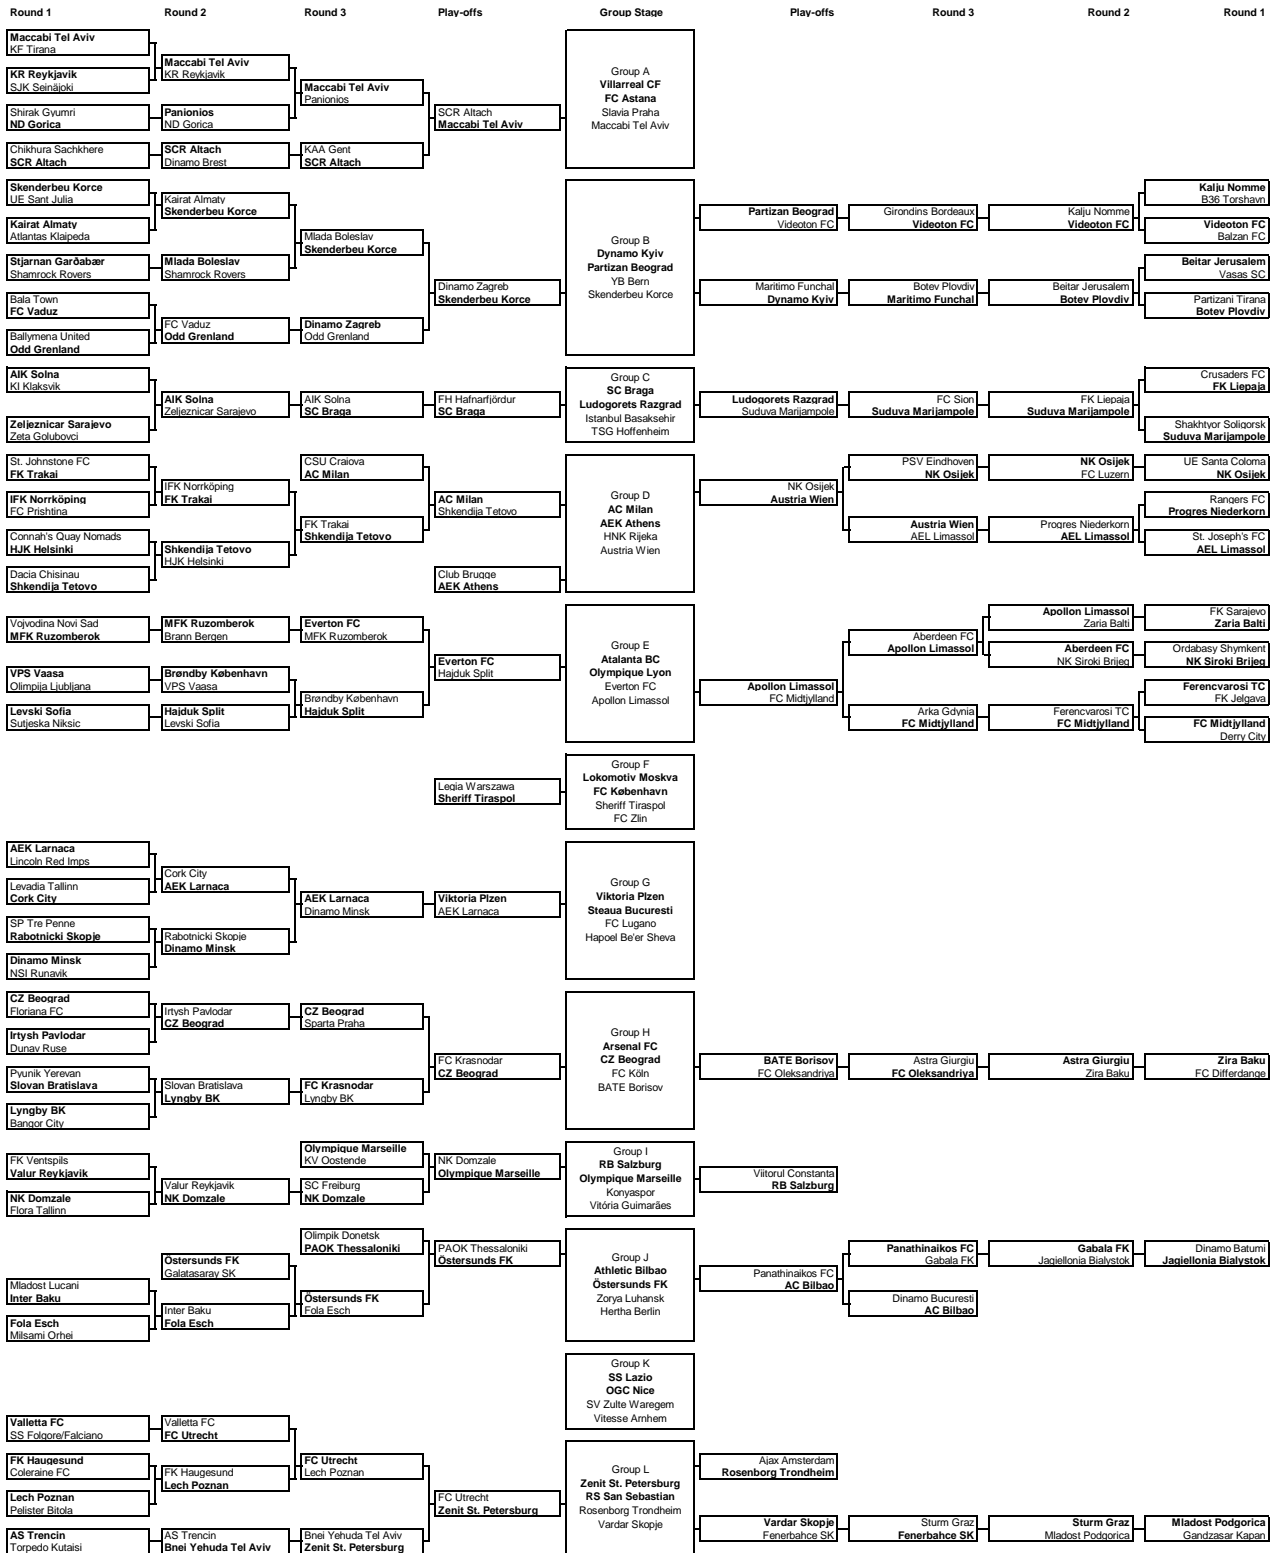 Round 1
Round 2
Round 3
Play-offs
Group Stage
Play-offs
Round 3
Round 2
Round 1
Maccabi Tel Aviv
KF Tirana
KR Reykjavik
SJK Seinäjoki
Shirak Gyumri
ND Gorica
Chikhura Sachkhere
SCR Altach
Maccabi Tel Aviv
KR Reykjavik
Panionios
ND Gorica
SCR Altach
Dinamo Brest
Maccabi Tel Aviv
Panionios
KAA Gent
SCR Altach
SCR Altach
Maccabi Tel Aviv
Group A
Villarreal CF
FC Astana
Slavia Praha
Maccabi Tel Aviv
Skenderbeu Korce
UE Sant Julia
Kairat Almaty
Atlantas Klaipeda
Stjarnan Garðabær
Shamrock Rovers
Bala Town
FC Vaduz
Ballymena United
Odd Grenland
Kairat Almaty
Skenderbeu Korce
Mlada Boleslav
Shamrock Rovers
FC Vaduz
Odd Grenland
Mlada Boleslav
Skenderbeu Korce
Dinamo Zagreb
Odd Grenland
Dinamo Zagreb
Skenderbeu Korce
Group B
Dynamo Kyiv
Partizan Beograd
YB Bern
Skenderbeu Korce
Partizan Beograd
Videoton FC
Maritimo Funchal
Dynamo Kyiv
Girondins Bordeaux
Videoton FC
Botev Plovdiv
Maritimo Funchal
Kalju Nomme
Videoton FC
Beitar Jerusalem
Botev Plovdiv
Kalju Nomme
B36 Torshavn
Videoton FC
Balzan FC
Beitar Jerusalem
Vasas SC
Partizani Tirana
Botev Plovdiv
AIK Solna
KI Klaksvik
Zeljeznicar Sarajevo
Zeta Golubovci
AIK Solna
Zeljeznicar Sarajevo
AIK Solna
SC Braga
FH Hafnarfjördur
SC Braga
Group C
SC Braga
Ludogorets Razgrad
Istanbul Basaksehir
TSG Hoffenheim
Ludogorets Razgrad
Suduva Marijampole
FC Sion
Suduva Marijampole
FK Liepaja
Suduva Marijampole
Crusaders FC
FK Liepaja
Shakhtyor Soligorsk
Suduva Marijampole
St. Johnstone FC
FK Trakai
IFK Norrköping
FC Prishtina
Connah's Quay Nomads
HJK Helsinki
Dacia Chisinau
Shkendija Tetovo
IFK Norrköping
FK Trakai
Shkendija Tetovo
HJK Helsinki
CSU Craiova
AC Milan
FK Trakai
Shkendija Tetovo
AC Milan
Shkendija Tetovo
Club Brugge
AEK Athens
Group D
AC Milan
AEK Athens
HNK Rijeka
Austria Wien
NK Osijek
Austria Wien
PSV Eindhoven
NK Osijek
Austria Wien
AEL Limassol
NK Osijek
FC Luzern
Progres Niederkorn
AEL Limassol
UE Santa Coloma
NK Osijek
Rangers FC
Progres Niederkorn
St. Joseph's FC
AEL Limassol
Vojvodina Novi Sad
MFK Ruzomberok
VPS Vaasa
Olimpija Ljubljana
Levski Sofia
Sutjeska Niksic
MFK Ruzomberok
Brann Bergen
Brøndby København
VPS Vaasa
Hajduk Split
Levski Sofia
Everton FC
MFK Ruzomberok
Brøndby København
Hajduk Split
Everton FC
Hajduk Split
Group E
Atalanta BC
Olympique Lyon
Everton FC
Apollon Limassol
Apollon Limassol
FC Midtjylland
Aberdeen FC
Apollon Limassol
Arka Gdynia
FC Midtjylland
Apollon Limassol
Zaria Balti
Aberdeen FC
NK Siroki Brijeg
Ferencvarosi TC
FC Midtjylland
FK Sarajevo
Zaria Balti
Ordabasy Shymkent
NK Siroki Brijeg
Ferencvarosi TC
FK Jelgava
FC Midtjylland
Derry City
Legia Warszawa
Sheriff Tiraspol
Group F
Lokomotiv Moskva
FC København
Sheriff Tiraspol
FC Zlin
AEK Larnaca
Lincoln Red Imps
Levadia Tallinn
Cork City
SP Tre Penne
Rabotnicki Skopje
Dinamo Minsk
NSI Runavik
Cork City
AEK Larnaca
Rabotnicki Skopje
Dinamo Minsk
AEK Larnaca
Dinamo Minsk
Viktoria Plzen
AEK Larnaca
Group G
Viktoria Plzen
Steaua Bucuresti
FC Lugano
Hapoel Be'er Sheva
CZ Beograd
Floriana FC
Irtysh Pavlodar
Dunav Ruse
Pyunik Yerevan
Slovan Bratislava
Lyngby BK
Bangor City
Irtysh Pavlodar
CZ Beograd
Slovan Bratislava
Lyngby BK
CZ Beograd
Sparta Praha
FC Krasnodar
Lyngby BK
FC Krasnodar
CZ Beograd
Group H
Arsenal FC
CZ Beograd
FC Köln
BATE Borisov
BATE Borisov
FC Oleksandriya
Astra Giurgiu
FC Oleksandriya
Astra Giurgiu
Zira Baku
Zira Baku
FC Differdange
FK Ventspils
Valur Reykjavik
NK Domzale
Flora Tallinn
Valur Reykjavik
NK Domzale
Olympique Marseille
KV Oostende
SC Freiburg
NK Domzale
NK Domzale
Olympique Marseille
Group I
RB Salzburg
Olympique Marseille
Konyaspor
Vitória Guimarães
Viitorul Constanta
RB Salzburg
Mladost Lucani
Inter Baku
Fola Esch
Milsami Orhei
Östersunds FK
Galatasaray SK
Inter Baku
Fola Esch
Olimpik Donetsk
PAOK Thessaloniki
Östersunds FK
Fola Esch
PAOK Thessaloniki
Östersunds FK
Group J
Athletic Bilbao
Östersunds FK
Zorya Luhansk
Hertha Berlin
Panathinaikos FC
AC Bilbao
Panathinaikos FC
Gabala FK
Dinamo Bucuresti
AC Bilbao
Gabala FK
Jagiellonia Bialystok
Dinamo Batumi
Jagiellonia Bialystok
Group K
SS Lazio
OGC Nice
SV Zulte Waregem
Vitesse Arnhem
Valletta FC
SS Folgore/Falciano
FK Haugesund
Coleraine FC
Lech Poznan
Pelister Bitola
AS Trencin
Torpedo Kutaisi
Valletta FC
FC Utrecht
FK Haugesund
Lech Poznan
AS Trencin
Bnei Yehuda Tel Aviv
FC Utrecht
Lech Poznan
Bnei Yehuda Tel Aviv
Zenit St. Petersburg
FC Utrecht
Zenit St. Petersburg
Group L
Zenit St. Petersburg
RS San Sebastian
Rosenborg Trondheim
Vardar Skopje
Ajax Amsterdam
Rosenborg Trondheim
Vardar Skopje
Fenerbahce SK
Sturm Graz
Fenerbahce SK
Sturm Graz
Mladost Podgorica
Mladost Podgorica
Gandzasar Kapan